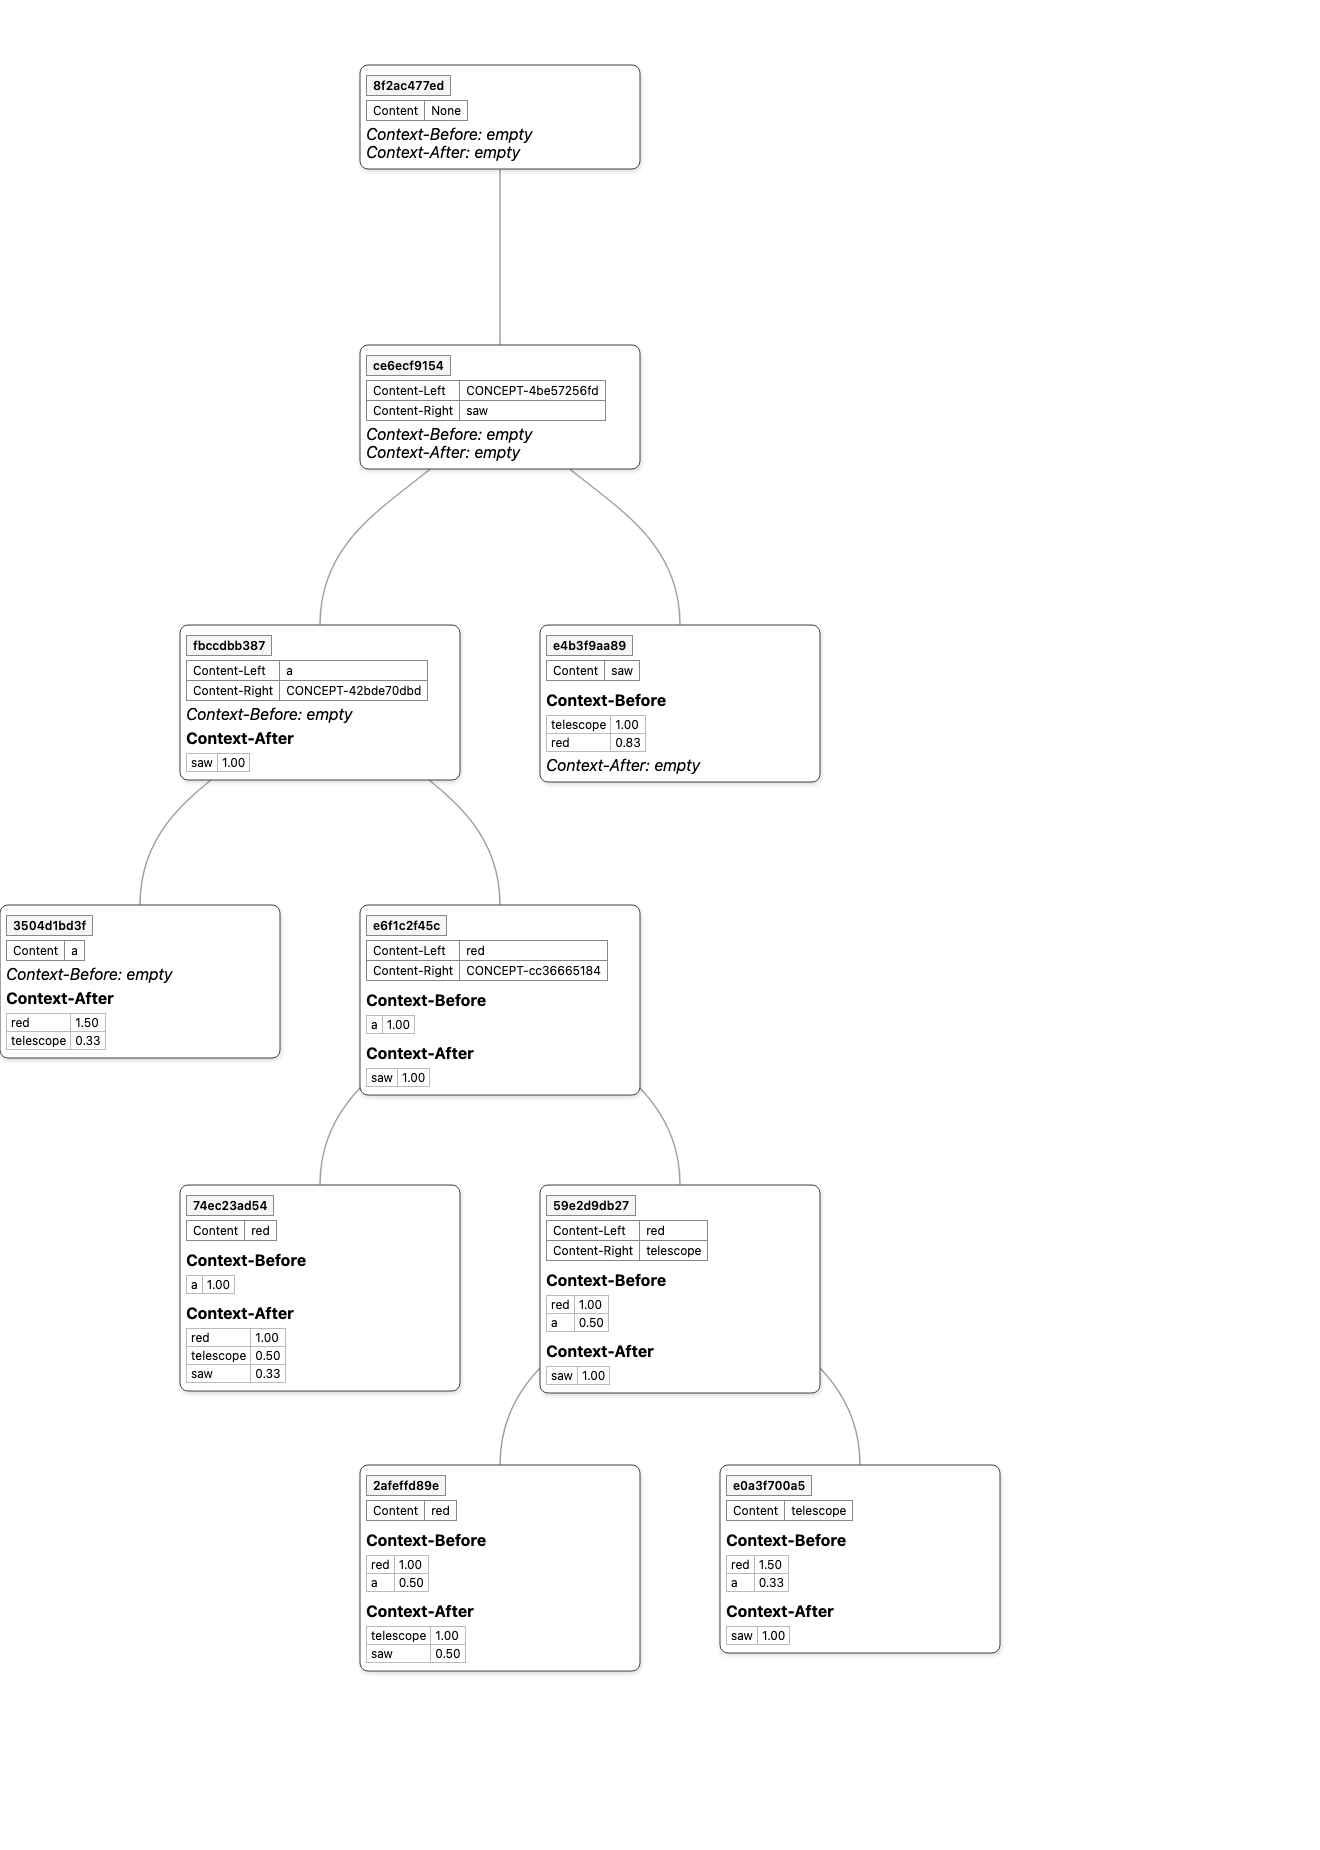 8f2ac477ed
Content None
Context-Before: empty
Context-After: empty
ce6ecf9154
Content-Left CONCEPT-4be57256fd
Content-Right saw
Context-Before: empty
Context-After: empty
fbccdbb387
Content-Left a
Content-Right CONCEPT-42bde70dbd
Context-Before: empty
Context-After
saw 1.00
e4b3f9aa89
Content saw
Context-Before
telescope 1.00
red 0.83
Context-After: empty
3504d1bd3f
Content a
Context-Before: empty
Context-After
red 1.50
telescope 0.33
e6f1c2f45c
Content-Left red
Content-Right CONCEPT-cc36665184
Context-Before
a 1.00
Context-After
saw 1.00
74ec23ad54
Content red
Context-Before
a 1.00
Context-After
red 1.00
telescope 0.50
saw 0.33
59e2d9db27
Content-Left red
Content-Right telescope
Context-Before
red 1.00
a 0.50
Context-After
saw 1.00
2afeffd89e
Content red
Context-Before
red 1.00
a 0.50
Context-After
telescope 1.00
saw 0.50
e0a3f700a5
Content telescope
Context-Before
red 1.50
a 0.33
Context-After
saw 1.00